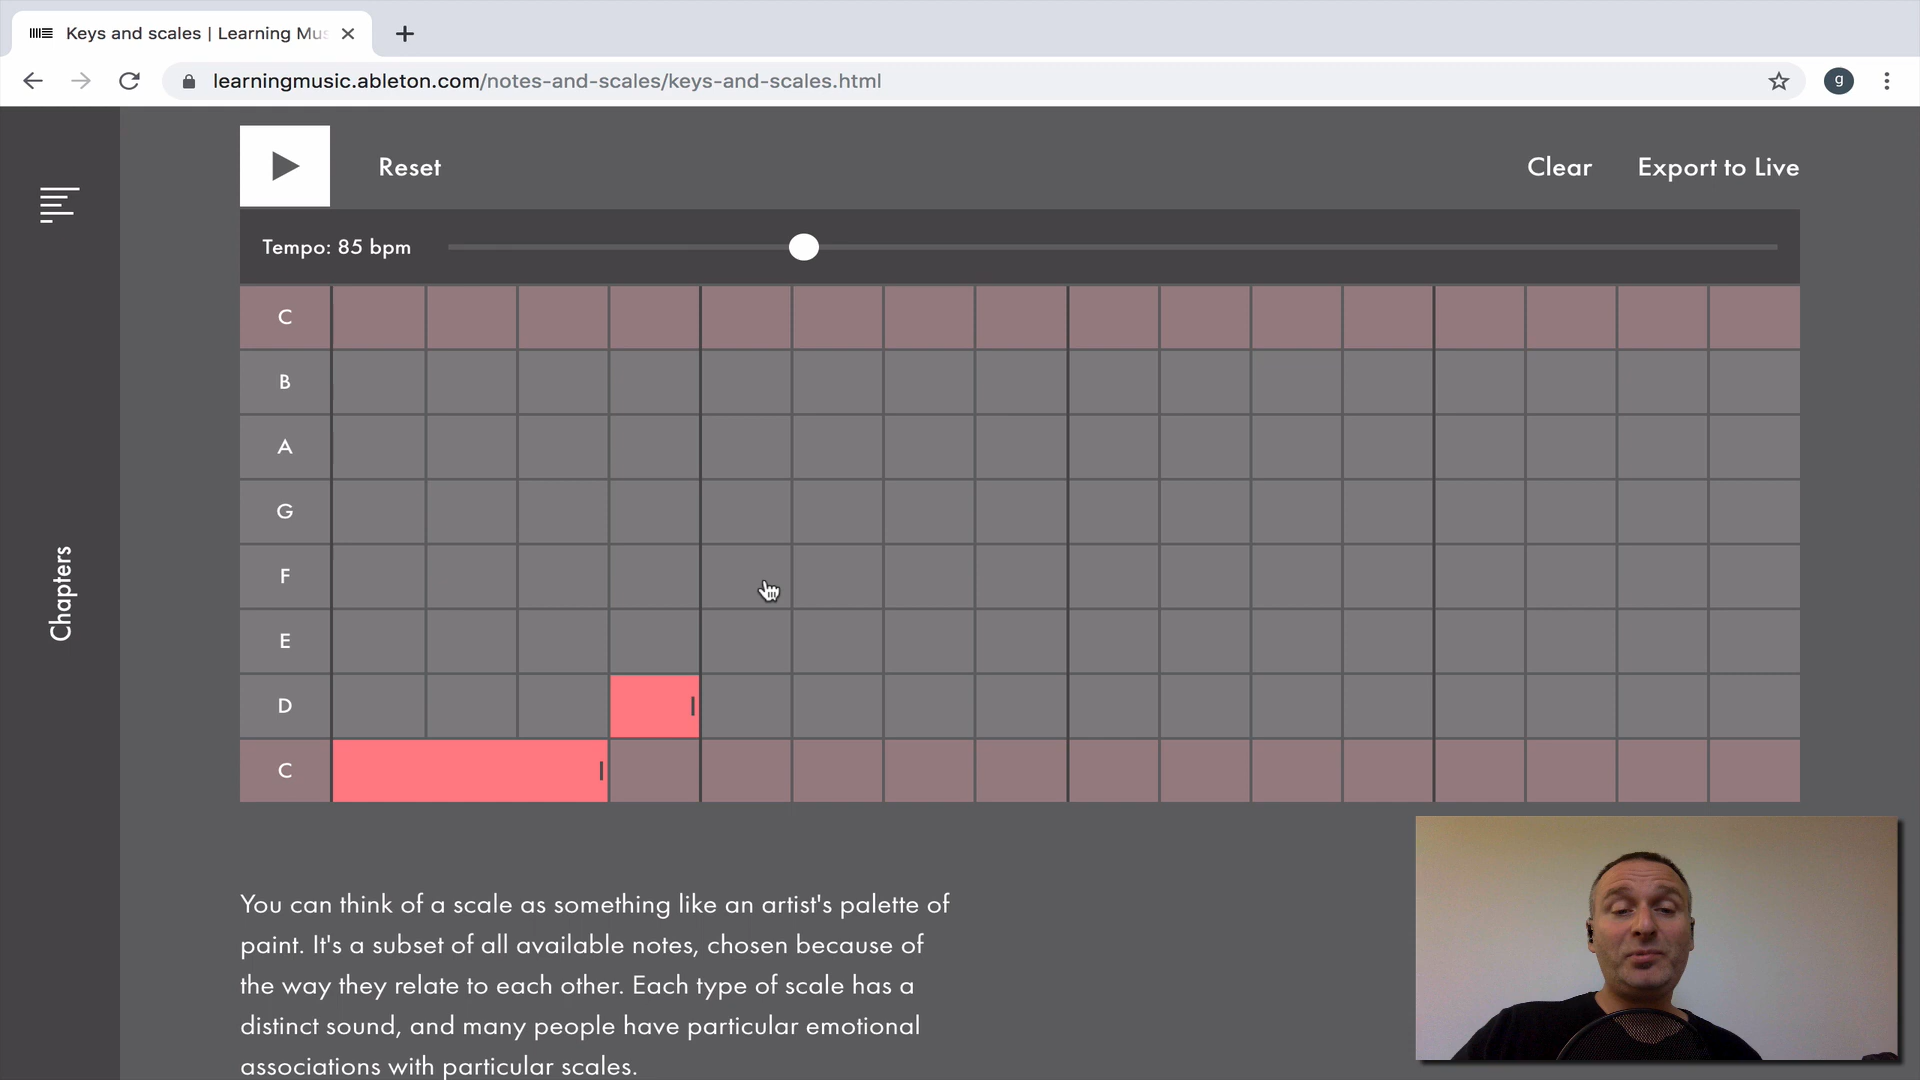 Keys and scales | Learning Mus
learningmusic.ableton.com/notes-and-scales/keys-and-scales.html
g
Reset
Clear
Export to Live
Tempo: 85 bpm
C
B
A
G
F
E
D
C
Chapters
You can think of a scale as something like an artist's palette of
paint. It's a subset of all available notes, chosen because of
the way they relate to each other. Each type of scale has a
distinct sound, and many people have particular emotional
associations with particular scales.